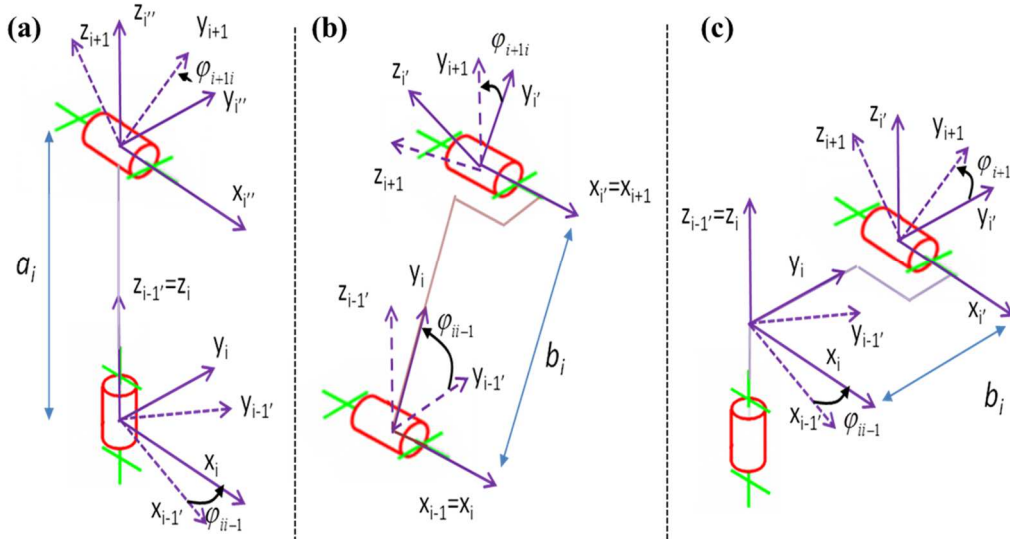 (a)
z_i''
z_{i+1}
y_{i+1}
φ_{i+1i}
y_i''
x_i''
a_i
z_{i-1'}=z_i
y_i
y_{i-1'}
x_i
x_{i-1'}
φ_{ii-1}
(b)
φ_{i+1i}
y_{i+1}
z_{i'}
y_{i'}
z_{i+1}
x_{i'}=x_{i+1}
y_i
z_{i-1'}
φ_{ii-1}
b_i
y_{i-1'}
x_{i-1}=x_i
(c)
z_{i'}
y_{i+1}
z_{i+1}
φ_{i+1}
z_{i-1'}=z_i
y_{i'}
y_i
x_{i'}
y_{i-1'}
x_i
b_i
x_{i-1'}
φ_{ii-1}